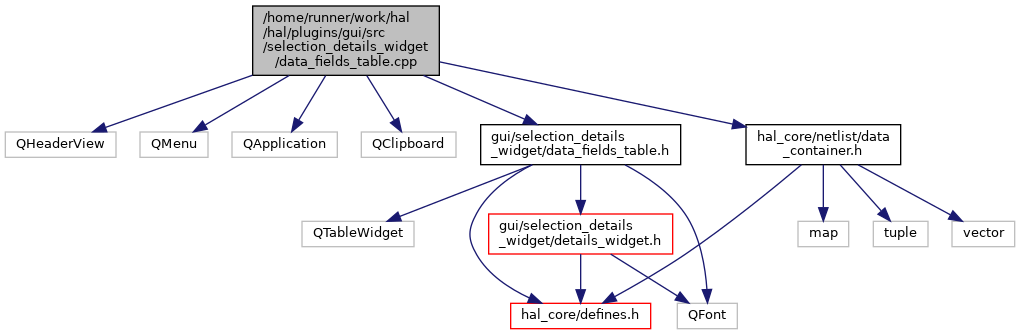 /home/runner/work/hal
/hal/plugins/gui/src
/selection_details_widget
/data_fields_table.cpp
QHeaderView
QMenu
QApplication
QClipboard
gui/selection_details
_widget/data_fields_table.h
hal_core/netlist/data
_container.h
QTableWidget
gui/selection_details
_widget/details_widget.h
map
tuple
vector
hal_core/defines.h
QFont